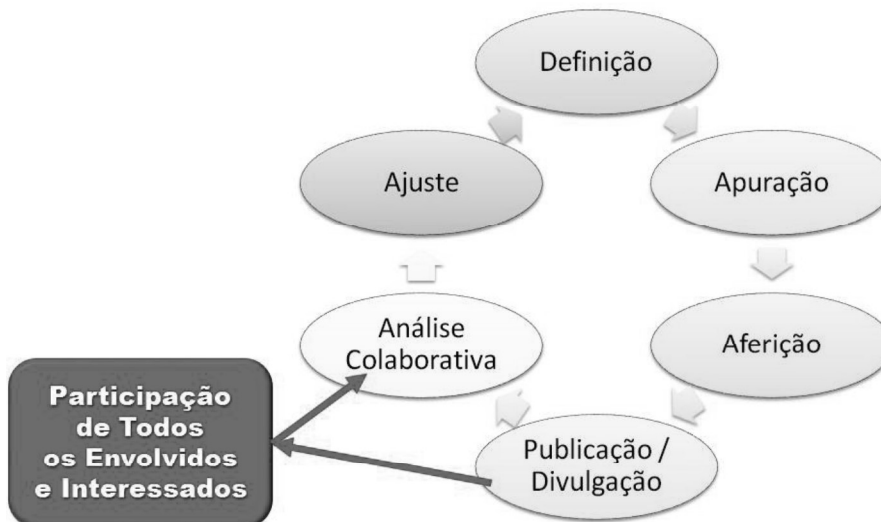 Definição
Ajuste
Apuração
Análise
Colaborativa
Aferição
Participação
de Todos
os Envolvidos
e Interessados
Publicação /
Divulgação